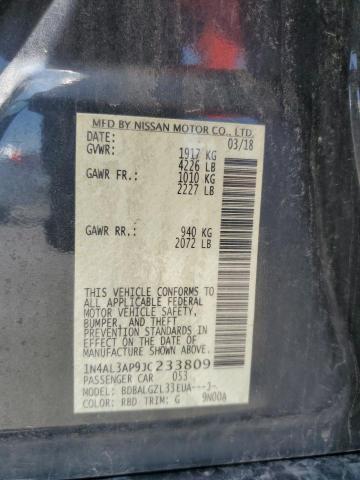 MFD BY NISSAN MOTOR CO., LTD.
DATE: 03/18
GVWR: 1917 KG
4226 LB
GAWR FR.: 1010 KG
2227 LB
GAWR RR.: 940 KG
2072 LB
THIS VEHICLE CONFORMS TO
ALL APPLICABLE FEDERAL
MOTOR VEHICLE SAFETY,
BUMPER, AND THEFT
PREVENTION STANDARDS IN
EFFECT ON THE DATE OF
MANUFACTURE SHOWN ABOVE.
1N4AL3AP9JC233809
PASSENGER CAR 053
MODEL: BDBALGZL33EUA---J-
COLOR: RBD TRIM: G 9N00A